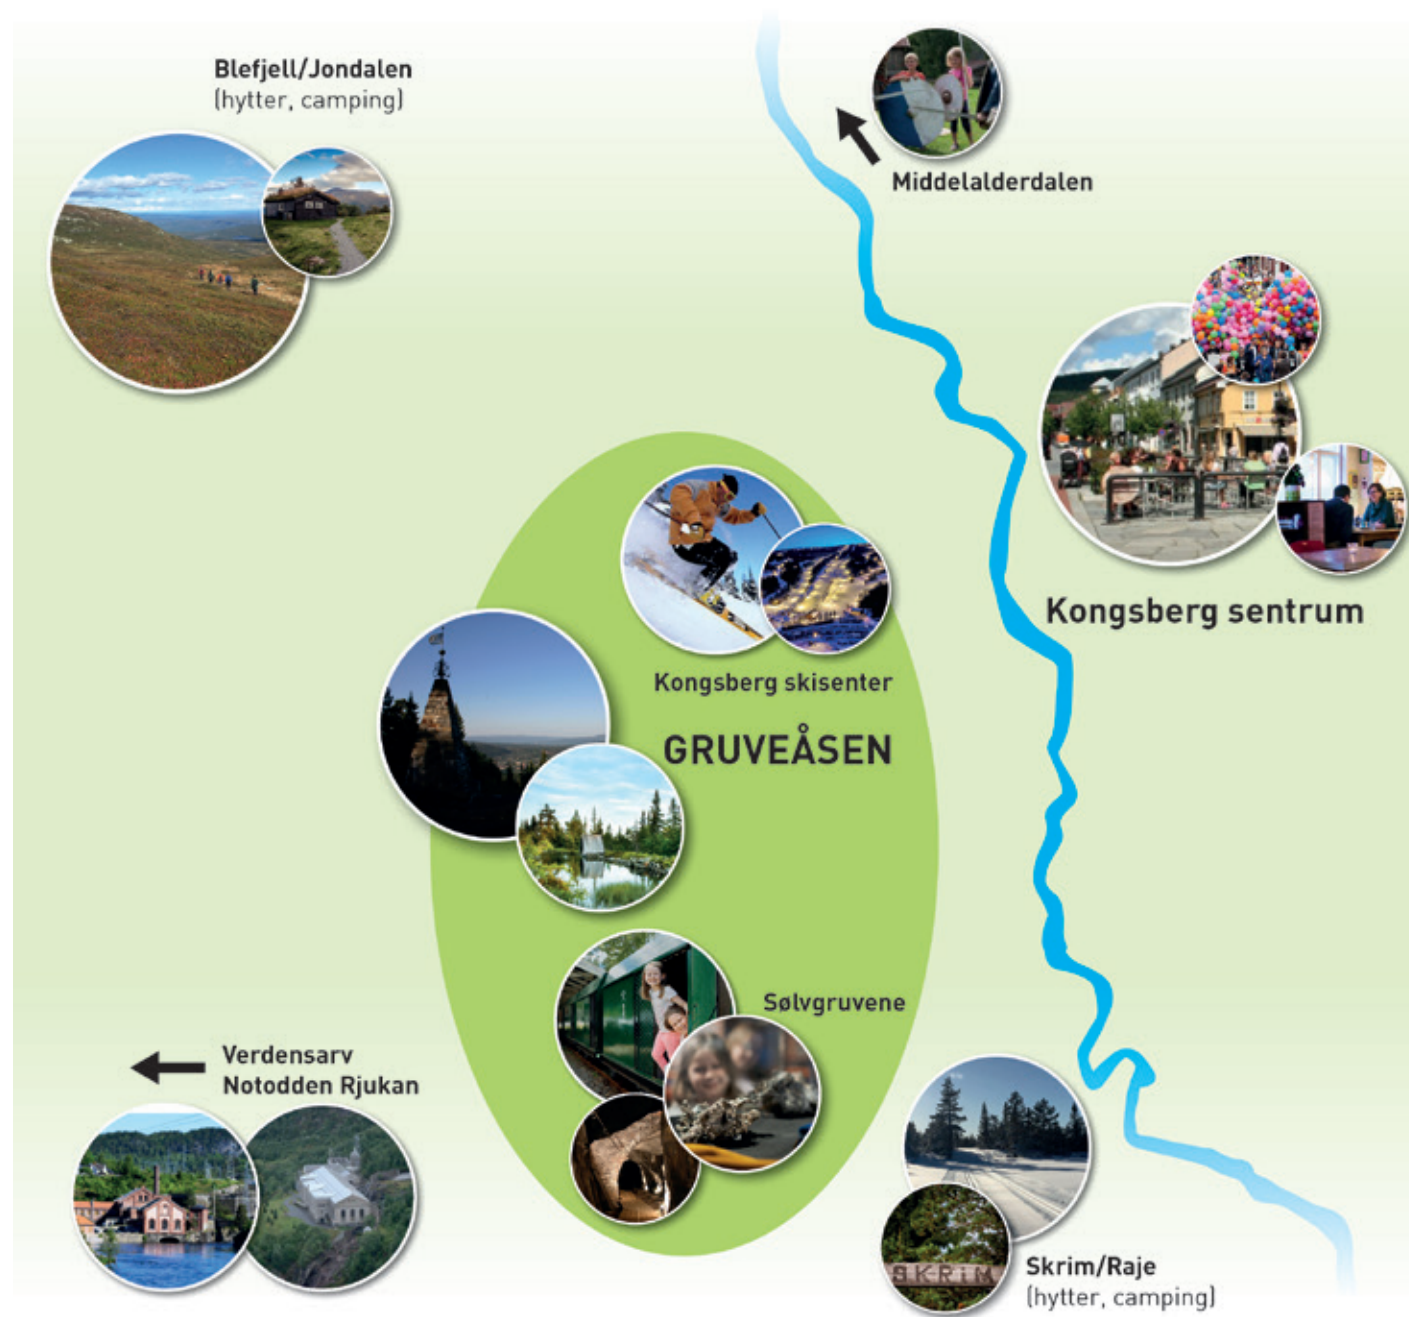 Blefjell/Jondalen
(hytter, camping)
Middelalderdalen
Kongsberg sentrum
Kongsberg skisenter
GRUVEÅSEN
Sølvgruvene
Verdensarv
Notodden Rjukan
SKRiM
Skrim/Raje
(hytter, camping)